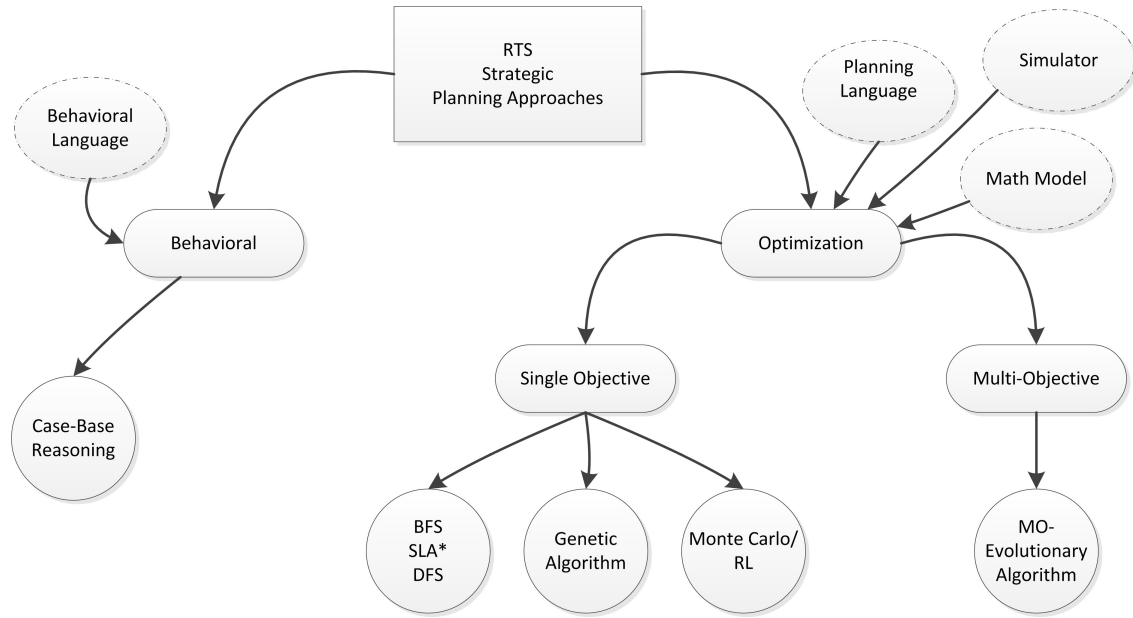 RTS
Strategic
Planning Approaches
Planning
Language
Simulator
Behavioral
Language
Math Model
Behavioral
Optimization
Single Objective
Multi-Objective
Case-Base
Reasoning
BFS
SLA*
DFS
Genetic
Algorithm
Monte Carlo/
RL
MO-
Evolutionary
Algorithm